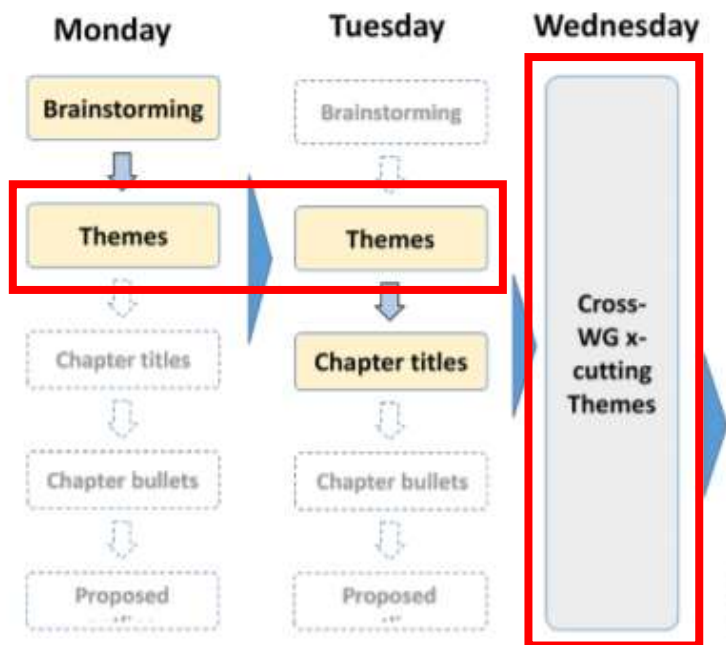 Monday
Brainstorming
Themes
Chapter titles
Chapter bullets
Proposed
Tuesday
Brainstorming
Themes
Chapter titles
Chapter bullets
Proposed
Wednesday
Cross-
WG x-
cutting
Themes